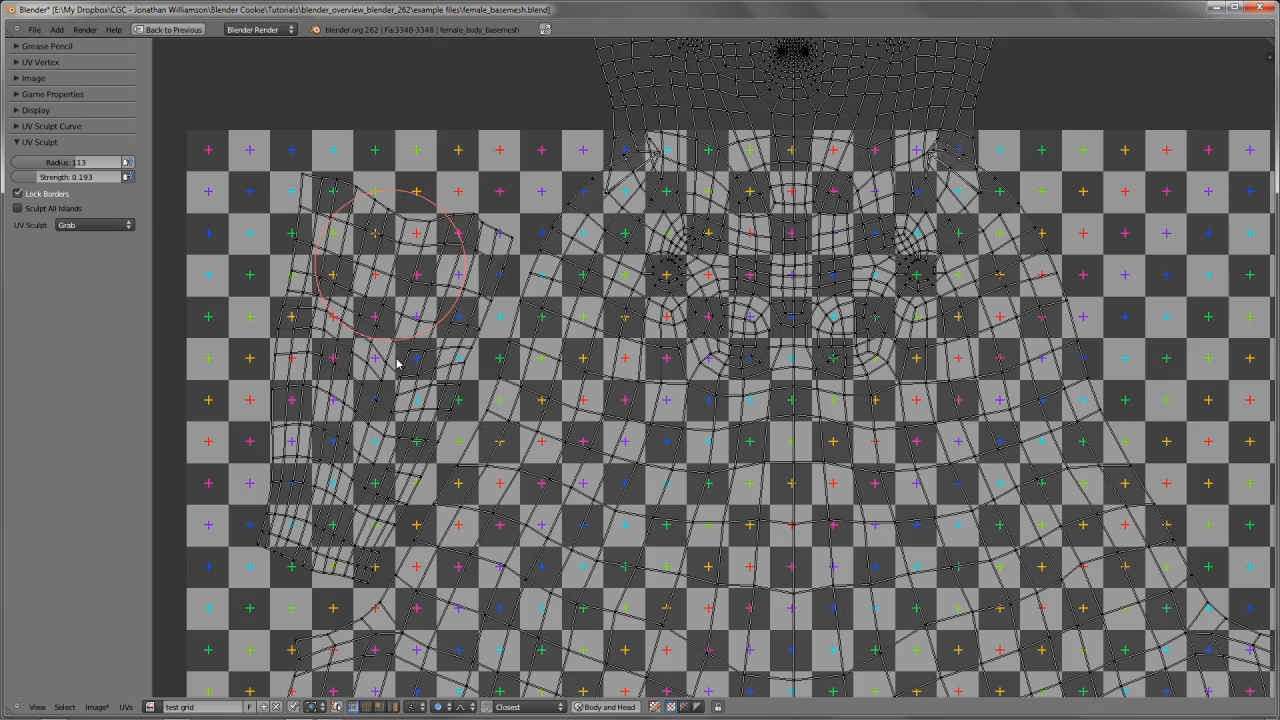 Blender* [E:\My Dropbox\CGC - Jonathan Williamson\Blender Cookie\Tutorials\blender_overview_blender_262\example files\female_basemesh.blend]
File Add Render Help Back to Previous Blender Render blender.org 262 | Fa:3348-3348 | female_body_basemesh
Grease Pencil
UV Vertex
Image
Game Properties
Display
UV Sculpt Curve
UV Sculpt
Radius: 113
Strength: 0.193
Lock Borders
Sculpt All Islands
UV Sculpt Grab
View Select Image* UVs test grid F Closest Body and Head